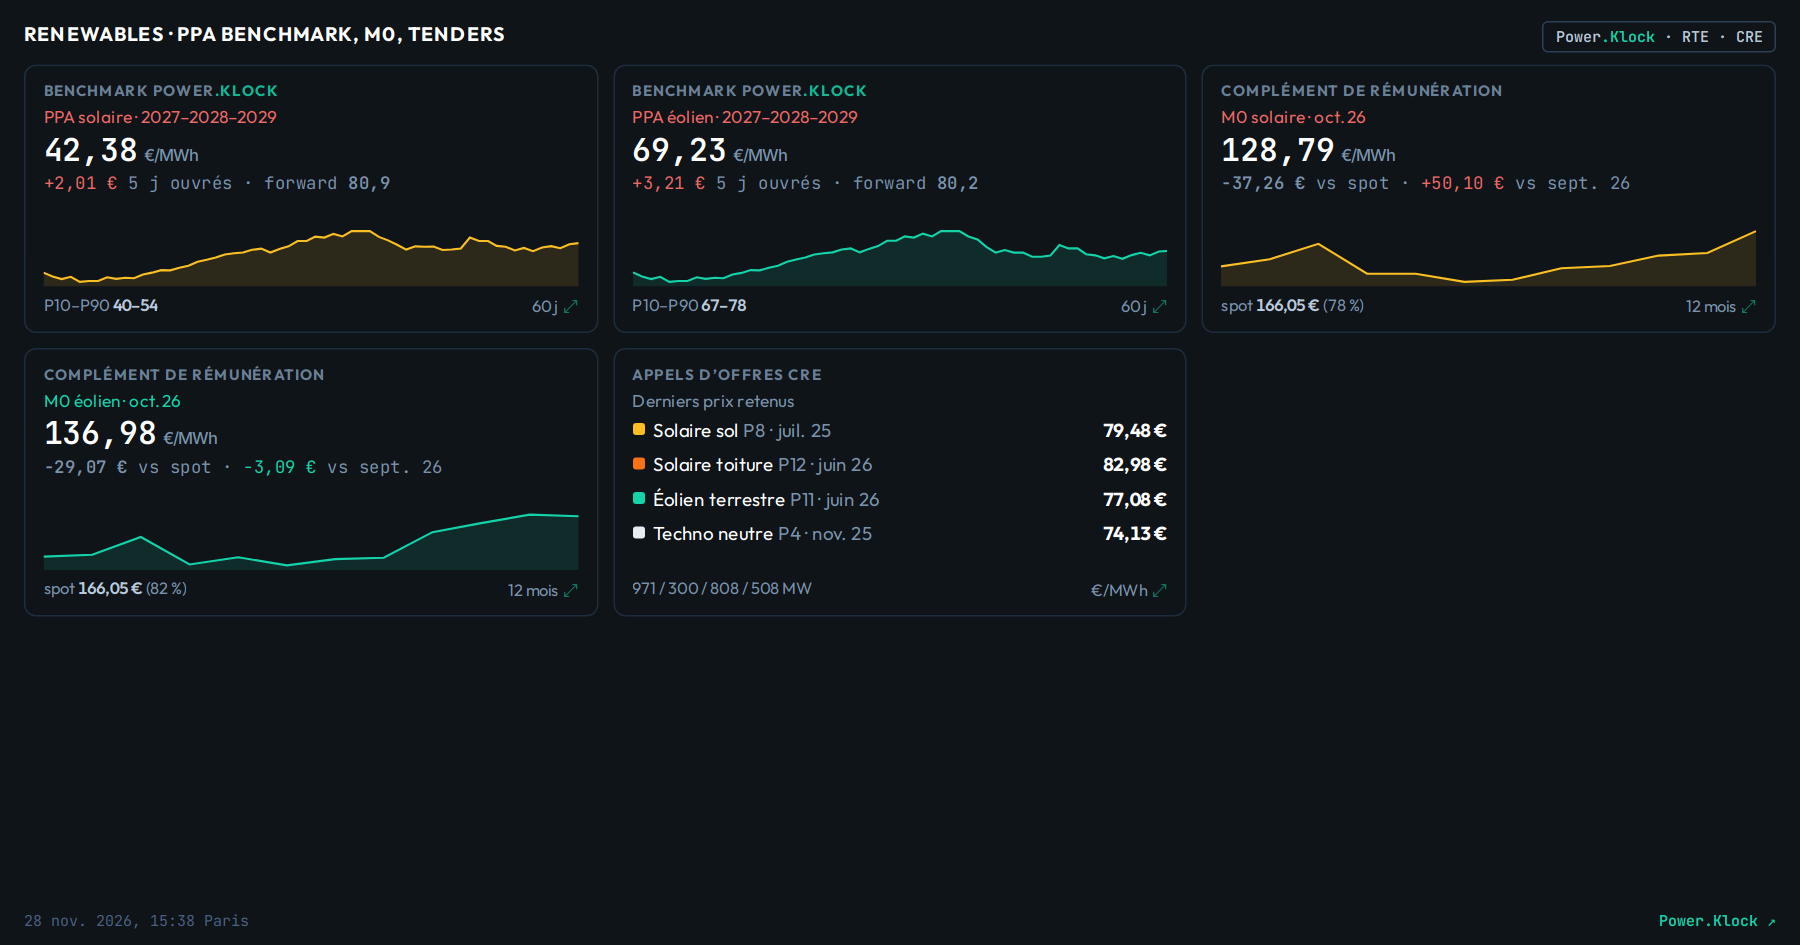 RENEWABLES · PPA BENCHMARK, M0, TENDERS
Power.Klock · RTE · CRE
BENCHMARK POWER.KLOCK
PPA solaire · 2027–2028–2029
42,38 €/MWh
+2,01 € 5 j ouvrés · forward 80,9
P10–P90 40–54
60 j ⤢
BENCHMARK POWER.KLOCK
PPA éolien · 2027–2028–2029
69,23 €/MWh
+3,21 € 5 j ouvrés · forward 80,2
P10–P90 67–78
60 j ⤢
COMPLÉMENT DE RÉMUNÉRATION
M0 solaire · oct. 26
128,79 €/MWh
-37,26 € vs spot · +50,10 € vs sept. 26
spot 166,05 € (78 %)
12 mois ⤢
COMPLÉMENT DE RÉMUNÉRATION
M0 éolien · oct. 26
136,98 €/MWh
-29,07 € vs spot · -3,09 € vs sept. 26
spot 166,05 € (82 %)
12 mois ⤢
APPELS D’OFFRES CRE
Derniers prix retenus
Solaire sol P8 · juil. 25 79,48 €
Solaire toiture P12 · juin 26 82,98 €
Éolien terrestre P11 · juin 26 77,08 €
Techno neutre P4 · nov. 25 74,13 €
971 / 300 / 808 / 508 MW
€/MWh ⤢
28 nov. 2026, 15:38 Paris
Power.Klock ↗